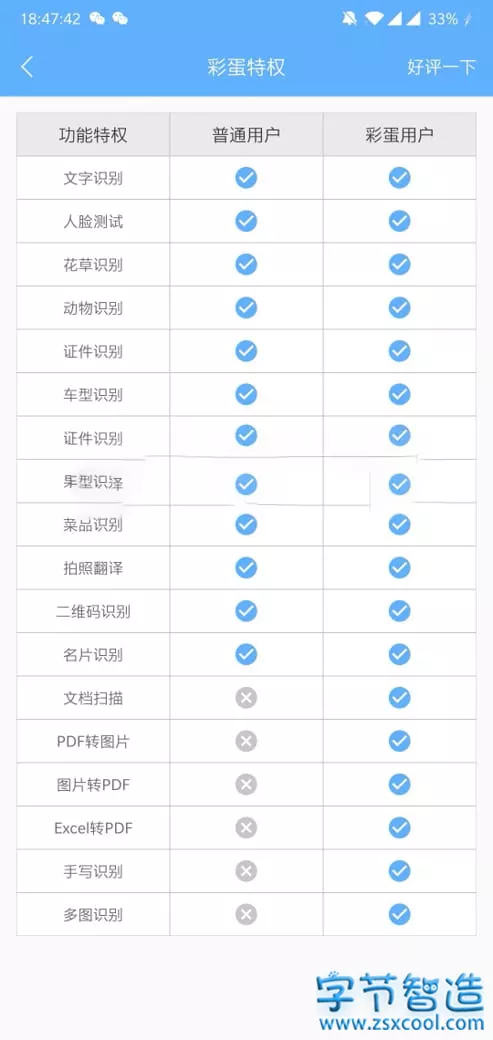 18:47:42 33%
彩蛋特权 好评一下
功能特权 普通用户 彩蛋用户
文字识别
人脸测试
花草识别
动物识别
证件识别
车型识别
证件识别
车型识
菜品识别
拍照翻译
二维码识别
名片识别
文档扫描
PDF转图片
图片转PDF
Excel转PDF
手写识别
多图识别
字节智造
www.zsxcool.com